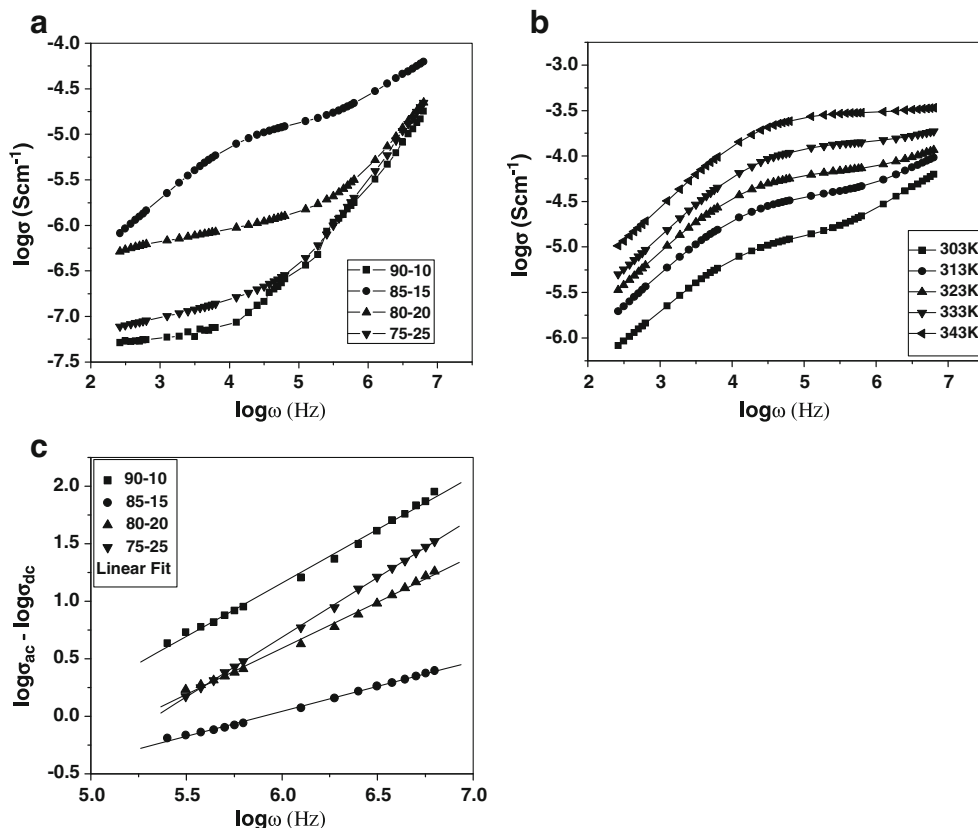 a
-4.0
-4.5
-5.0
-5.5
-6.0
-6.5
-7.0
-7.5
logσ (Scm⁻¹)
90-10
85-15
80-20
75-25
2 3 4 5 6 7
logω (Hz)
b
-3.0
-3.5
-4.0
-4.5
-5.0
-5.5
-6.0
logσ (Scm⁻¹)
303K
313K
323K
333K
343K
2 3 4 5 6 7
logω (Hz)
c
2.0
1.5
1.0
0.5
0.0
-0.5
logσac - logσdc
90-10
85-15
80-20
75-25
Linear Fit
5.0 5.5 6.0 6.5 7.0
logω (Hz)